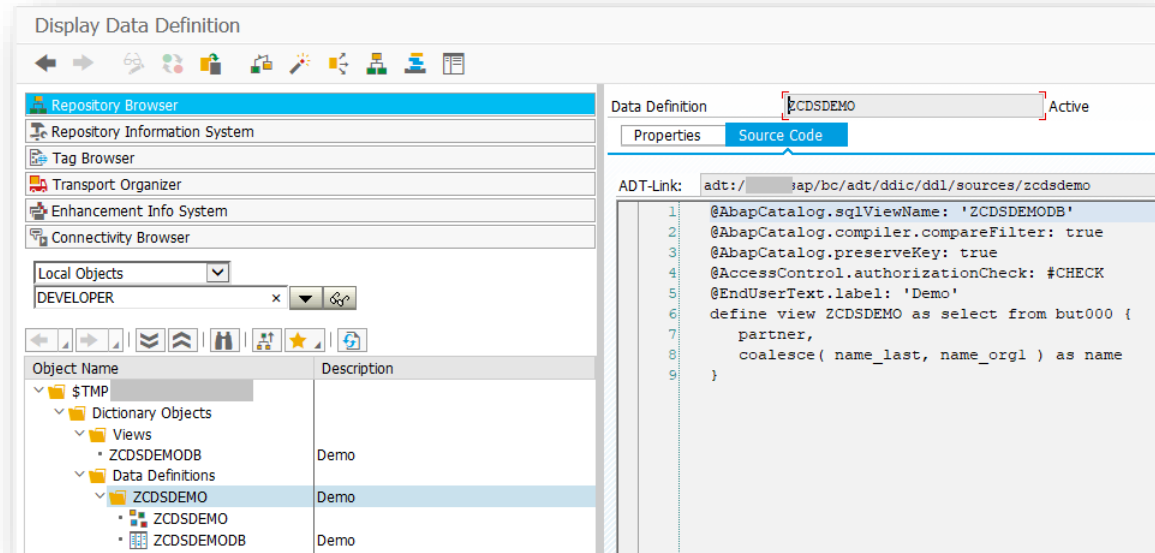 Display Data Definition
Repository Browser
Repository Information System
Tag Browser
Transport Organizer
Enhancement Info System
Connectivity Browser
Local Objects
DEVELOPER
Object Name Description
$TMP
Dictionary Objects
Views
ZCDSDEMODB Demo
Data Definitions
ZCDSDEMO Demo
ZCDSDEMO
ZCDSDEMODB Demo
Data Definition ZCDSDEMO Active
Properties Source Code
ADT-Link: adt:/ sap/bc/adt/ddic/ddl/sources/zcdsdemo
1 @AbapCatalog.sqlViewName: 'ZCDSDEMODB'
2 @AbapCatalog.compiler.compareFilter: true
3 @AbapCatalog.preserveKey: true
4 @AccessControl.authorizationCheck: #CHECK
5 @EndUserText.label: 'Demo'
6 define view ZCDSDEMO as select from but000 {
7 partner,
8 coalesce( name_last, name_org1 ) as name
9 }